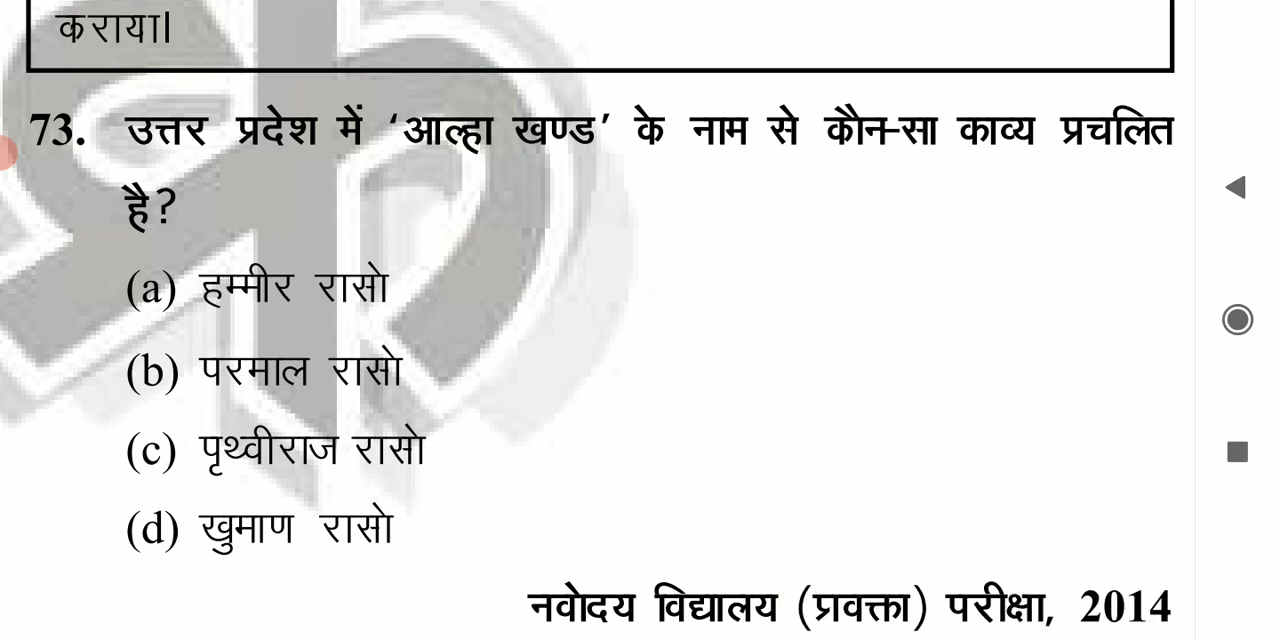 कराया।
73. उत्तर प्रदेश में ‘आल्हा खण्ड’ के नाम से कौन-सा काव्य प्रचलित
है?
(a) हम्मीर रासो
(b) परमाल रासो
(c) पृथ्वीराज रासो
(d) खुमाण रासो
नवोदय विद्यालय (प्रवक्ता) परीक्षा, 2014